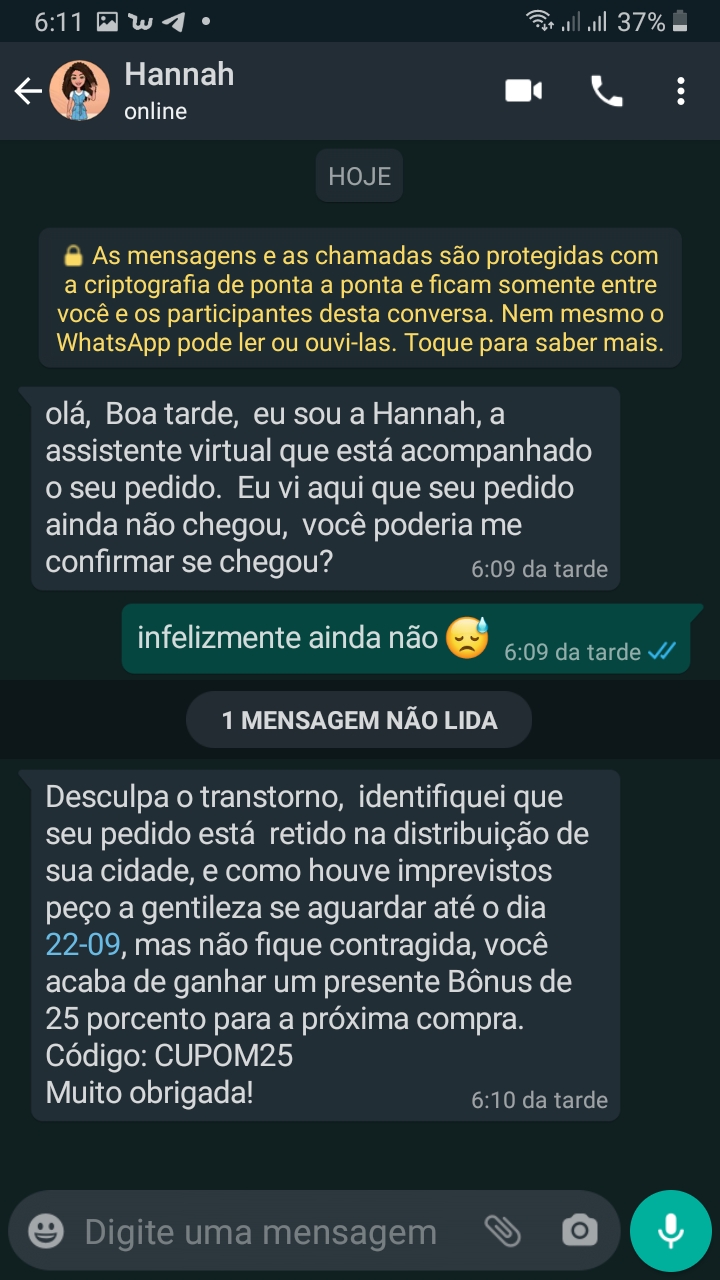 6:11
37%
Hannah
online
HOJE
As mensagens e as chamadas são protegidas com
a criptografia de ponta a ponta e ficam somente entre
você e os participantes desta conversa. Nem mesmo o
WhatsApp pode ler ou ouvi-las. Toque para saber mais.
olá, Boa tarde, eu sou a Hannah, a
assistente virtual que está acompanhado
o seu pedido. Eu vi aqui que seu pedido
ainda não chegou, você poderia me
confirmar se chegou?
6:09 da tarde
infelizmente ainda não 😓
6:09 da tarde
1 MENSAGEM NÃO LIDA
Desculpa o transtorno, identifiquei que
seu pedido está retido na distribuição de
sua cidade, e como houve imprevistos
peço a gentileza se aguardar até o dia
22-09, mas não fique contragida, você
acaba de ganhar um presente Bônus de
25 porcento para a próxima compra.
Código: CUPOM25
Muito obrigada!
6:10 da tarde
Digite uma mensagem